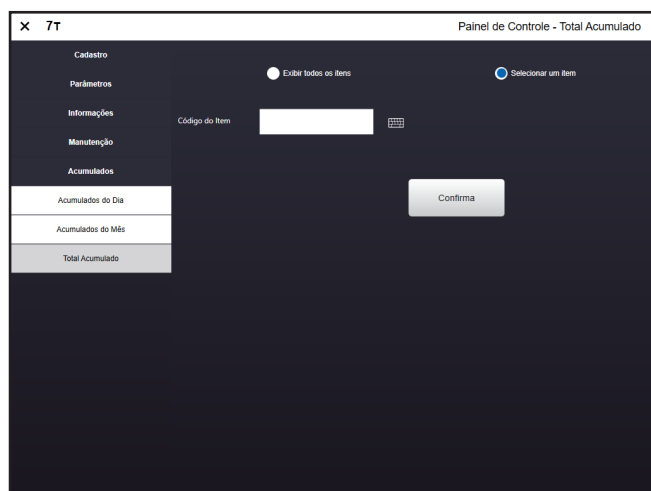 ✕ 7T Painel de Controle - Total Acumulado
Cadastro
Exibir todos os itens Selecionar um item
Parâmetros
Informações
Código do Item
Manutenção
Acumulados
Acumulados do Dia
Confirma
Acumulados do Mês
Total Acumulado